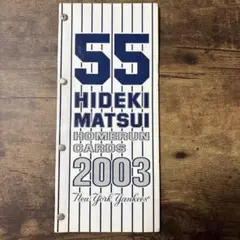 55
HIDEKI
MATSUI
HOMERUN
CARDS
2003
New York Yankees